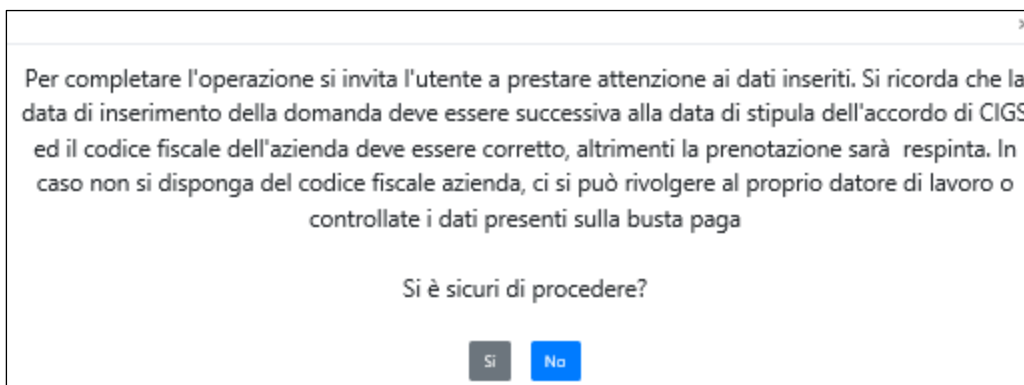 Per completare l'operazione si invita l'utente a prestare attenzione ai dati inseriti. Si ricorda che la
data di inserimento della domanda deve essere successiva alla data di stipula dell'accordo di CIGS
ed il codice fiscale dell'azienda deve essere corretto, altrimenti la prenotazione sarà respinta. In
caso non si disponga del codice fiscale azienda, ci si può rivolgere al proprio datore di lavoro o
controllate i dati presenti sulla busta paga
Si è sicuri di procedere?
Si No